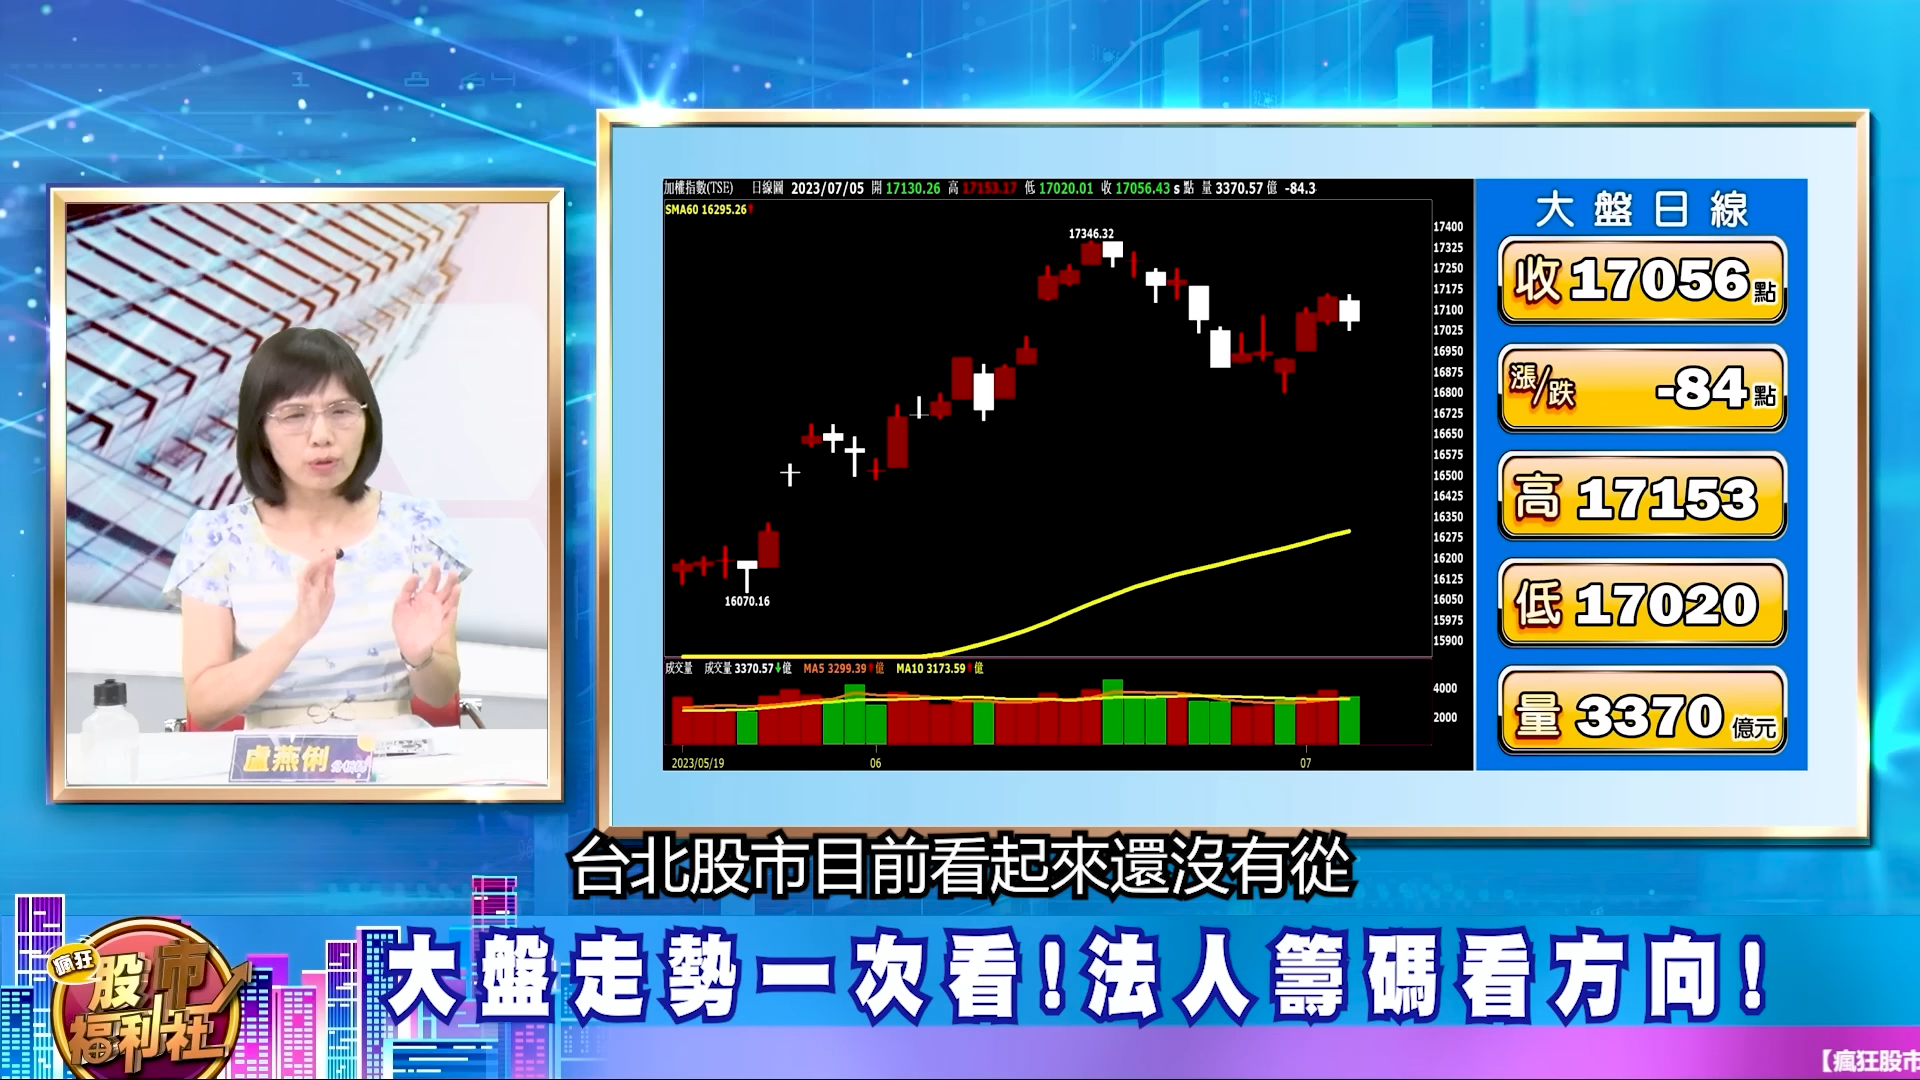 加權指數(TSE) 日線圖 2023/07/05 開 17130.26 高 17153.17 低 17020.01 收 17056.43 s 點 量 3370.57 億 -84.3
SMA60 16295.26
17346.32
16070.16
17400
17325
17250
17175
17100
17025
16950
16875
16800
16725
16650
16575
16500
16425
16350
16275
16200
16125
16050
15975
15900
成交量 成交量 3370.57↓億 MA5 3299.39↑億 MA10 3173.59↑億
4000
2000
2023/05/19 06 07
大盤日線
收 17056 點
漲/跌 -84 點
高 17153
低 17020
量 3370 億元
盧燕俐
台北股市目前看起來還沒有從
大盤走勢一次看!法人籌碼看方向!
瘋狂
股市
福利社
【瘋狂股市